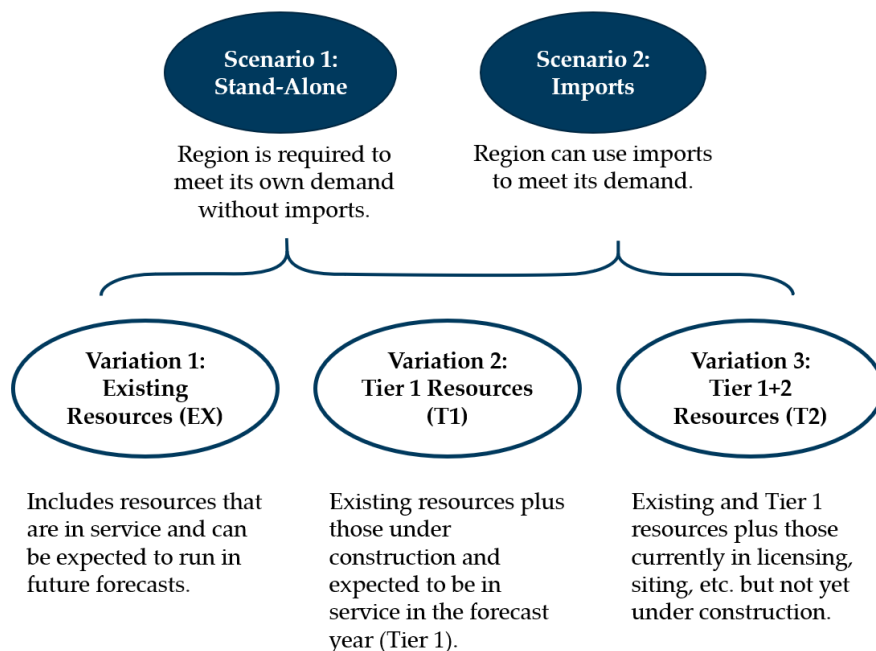 Scenario 1:
Stand-Alone
Scenario 2:
Imports
Region is required to
meet its own demand
without imports.
Region can use imports
to meet its demand.
Variation 1:
Existing
Resources (EX)
Variation 2:
Tier 1 Resources
(T1)
Variation 3:
Tier 1+2
Resources (T2)
Includes resources that
are in service and can
be expected to run in
future forecasts.
Existing resources plus
those under
construction and
expected to be in
service in the forecast
year (Tier 1).
Existing and Tier 1
resources plus those
currently in licensing,
siting, etc. but not yet
under construction.